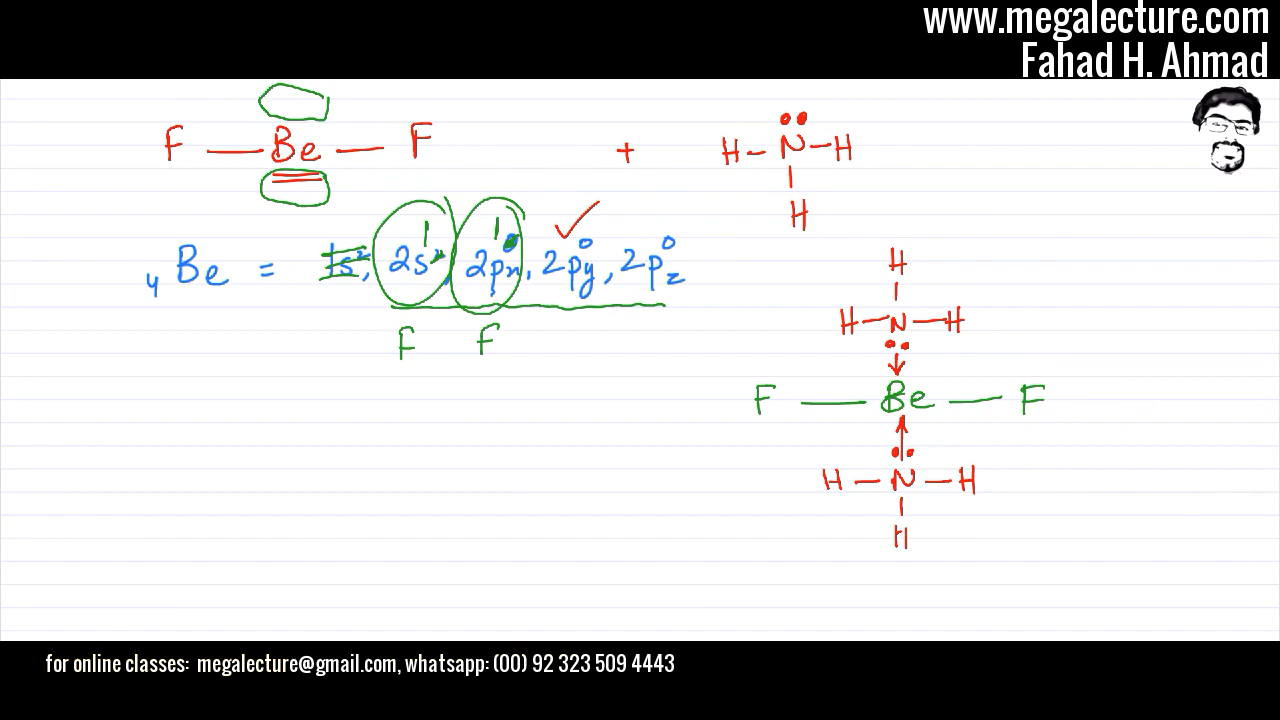 www.megalecture.com
Fahad H. Ahmad
F — Be — F + H - N - H
H
₄Be = 1s², 2s¹, 2px¹, 2py⁰, 2pz⁰
F F
H
H — N — H
F — Be — F
H — N — H
H
for online classes: megalecture@gmail.com, whatsapp: (00) 92 323 509 4443